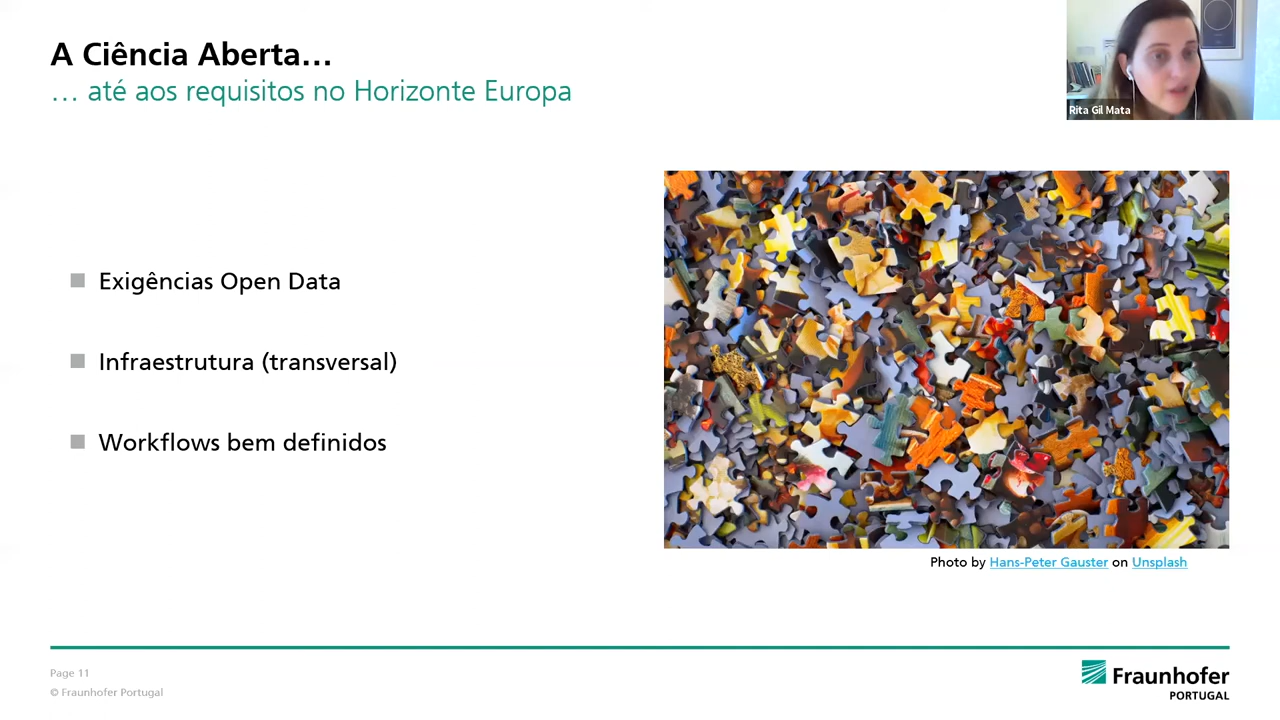 A Ciência Aberta…
… até aos requisitos no Horizonte Europa
Rita Gil Mata
Exigências Open Data
Infraestrutura (transversal)
Workflows bem definidos
Photo by Hans-Peter Gauster on Unsplash
Page 11
© Fraunhofer Portugal
Fraunhofer
PORTUGAL